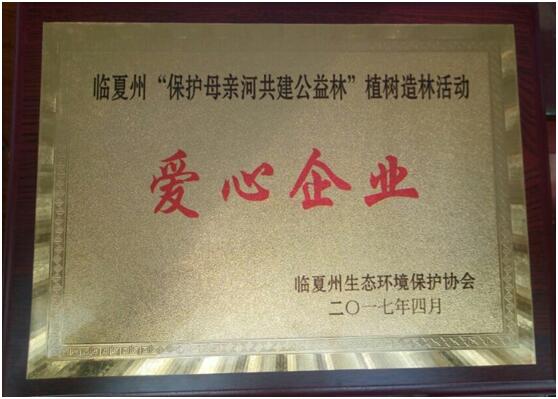 临夏州“保护母亲河共建公益林”植树造林活动
爱心企业
临夏州生态环境保护协会
二〇一七年四月